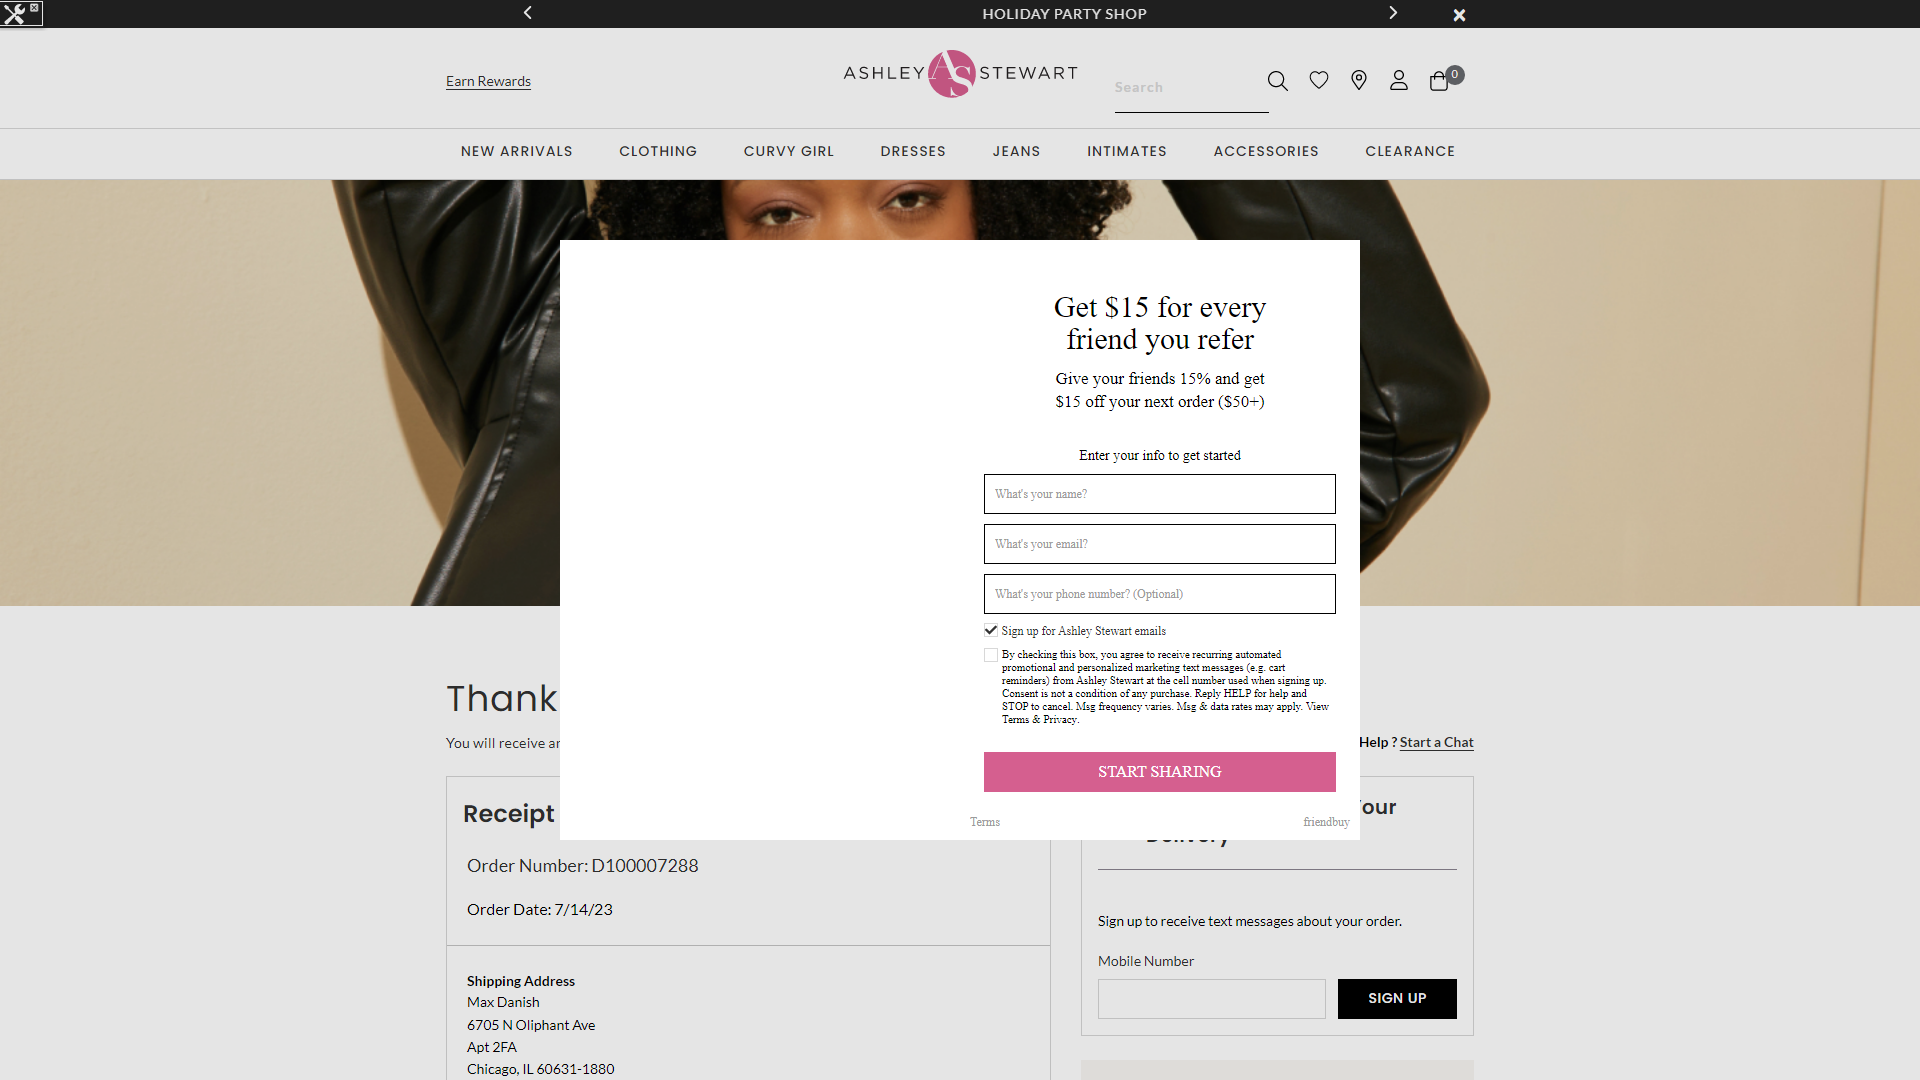 HOLIDAY PARTY SHOP
Earn Rewards
ASHLEY AS STEWART
Search
0
NEW ARRIVALS
CLOTHING
CURVY GIRL
DRESSES
JEANS
INTIMATES
ACCESSORIES
CLEARANCE
Get $15 for every
friend you refer
Give your friends 15% and get
$15 off your next order ($50+)
Enter your info to get started
What's your name?
What's your email?
What's your phone number? (Optional)
Sign up for Ashley Stewart emails
By checking this box, you agree to receive recurring automated
promotional and personalized marketing text messages (e.g. cart
reminders) from Ashley Stewart at the cell number used when signing up.
Consent is not a condition of any purchase. Reply HELP for help and
STOP to cancel. Msg frequency varies. Msg & data rates may apply. View
Terms & Privacy.
START SHARING
Terms
friendbuy
Thank
You will receive
Help ? Start a Chat
Receipt
Order Number: D100007288
Order Date: 7/14/23
Shipping Address
Max Danish
6705 N Oliphant Ave
Apt 2FA
Chicago, IL 60631-1880
Your
Delivery
Sign up to receive text messages about your order.
Mobile Number
SIGN UP